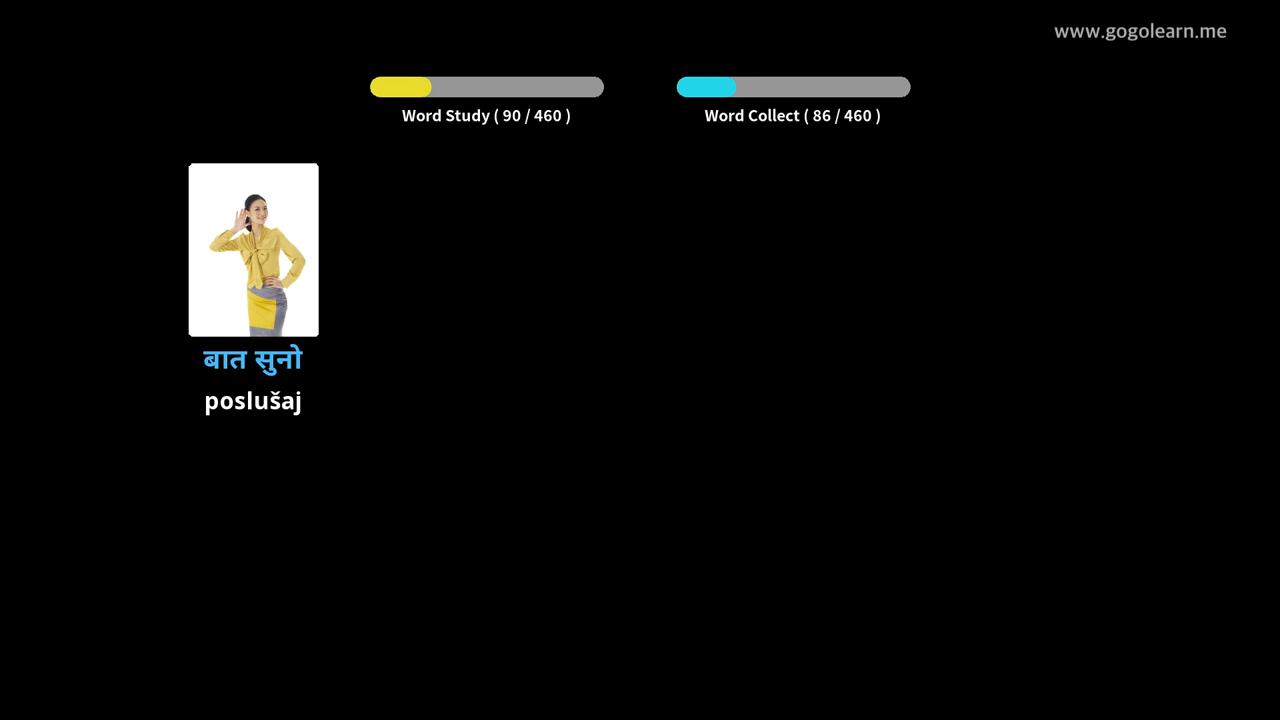 www.gogolearn.me
Word Study ( 90 / 460 )
Word Collect ( 86 / 460 )
बात सुनो
poslušaj